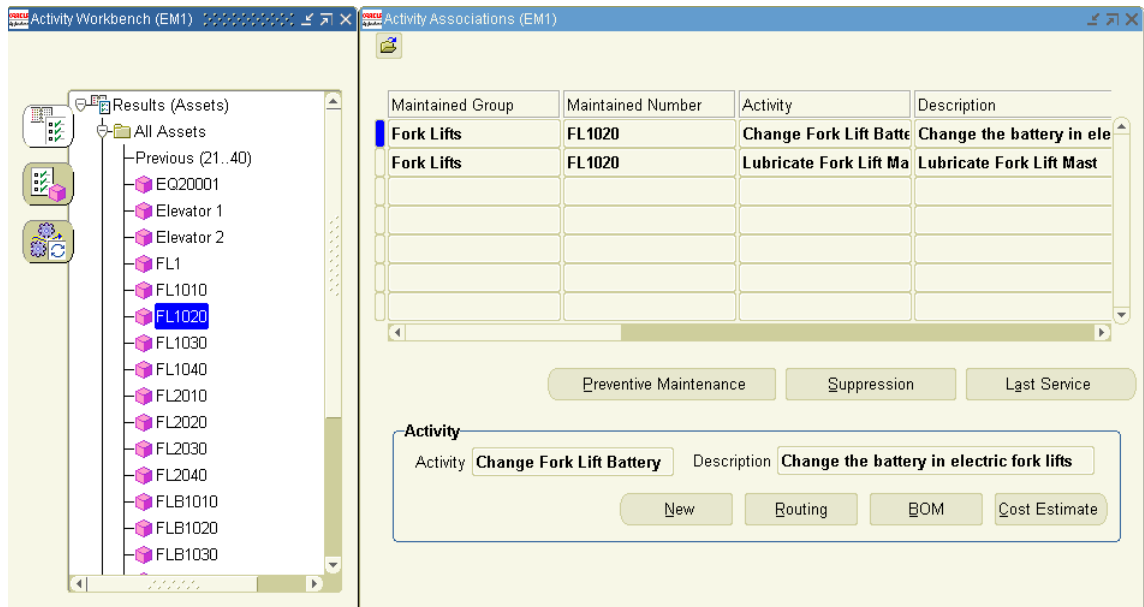 Activity Workbench (EM1)
Results (Assets)
All Assets
Previous (21..40)
EQ20001
Elevator 1
Elevator 2
FL1
FL1010
FL1020
FL1030
FL1040
FL2010
FL2020
FL2030
FL2040
FLB1010
FLB1020
FLB1030
Activity Associations (EM1)
Maintained Group Maintained Number Activity Description
Fork Lifts FL1020 Change Fork Lift Batte Change the battery in ele
Fork Lifts FL1020 Lubricate Fork Lift Ma Lubricate Fork Lift Mast
Preventive Maintenance Suppression Last Service
Activity
Activity Change Fork Lift Battery Description Change the battery in electric fork lifts
New Routing BOM Cost Estimate